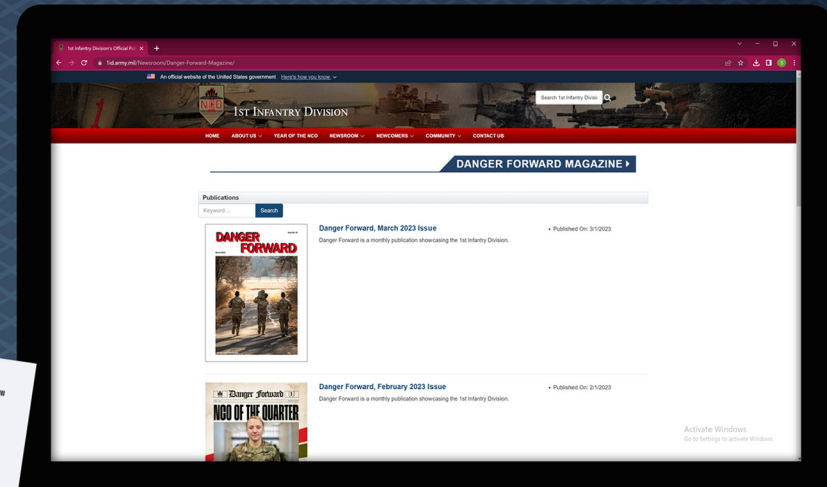 1st Infantry Division's Official Pub
1id.army.mil/Newsroom/Danger-Forward-Magazine/
An official website of the United States government Here's how you know
1ST INFANTRY DIVISION
Search 1st Infantry Divisio
HOME ABOUT US YEAR OF THE NCO NEWSROOM NEWCOMERS COMMUNITY CONTACT US
DANGER FORWARD MAGAZINE
Publications
Keyword ... Search
Danger Forward, March 2023 Issue
Published On: 3/1/2023
Danger Forward is a monthly publication showcasing the 1st Infantry Division.
DANGER
FORWARD
Danger Forward, February 2023 Issue
Published On: 2/1/2023
Danger Forward is a monthly publication showcasing the 1st Infantry Division.
Danger Forward
NCO OF THE QUARTER
Activate Windows
Go to Settings to activate Windows.